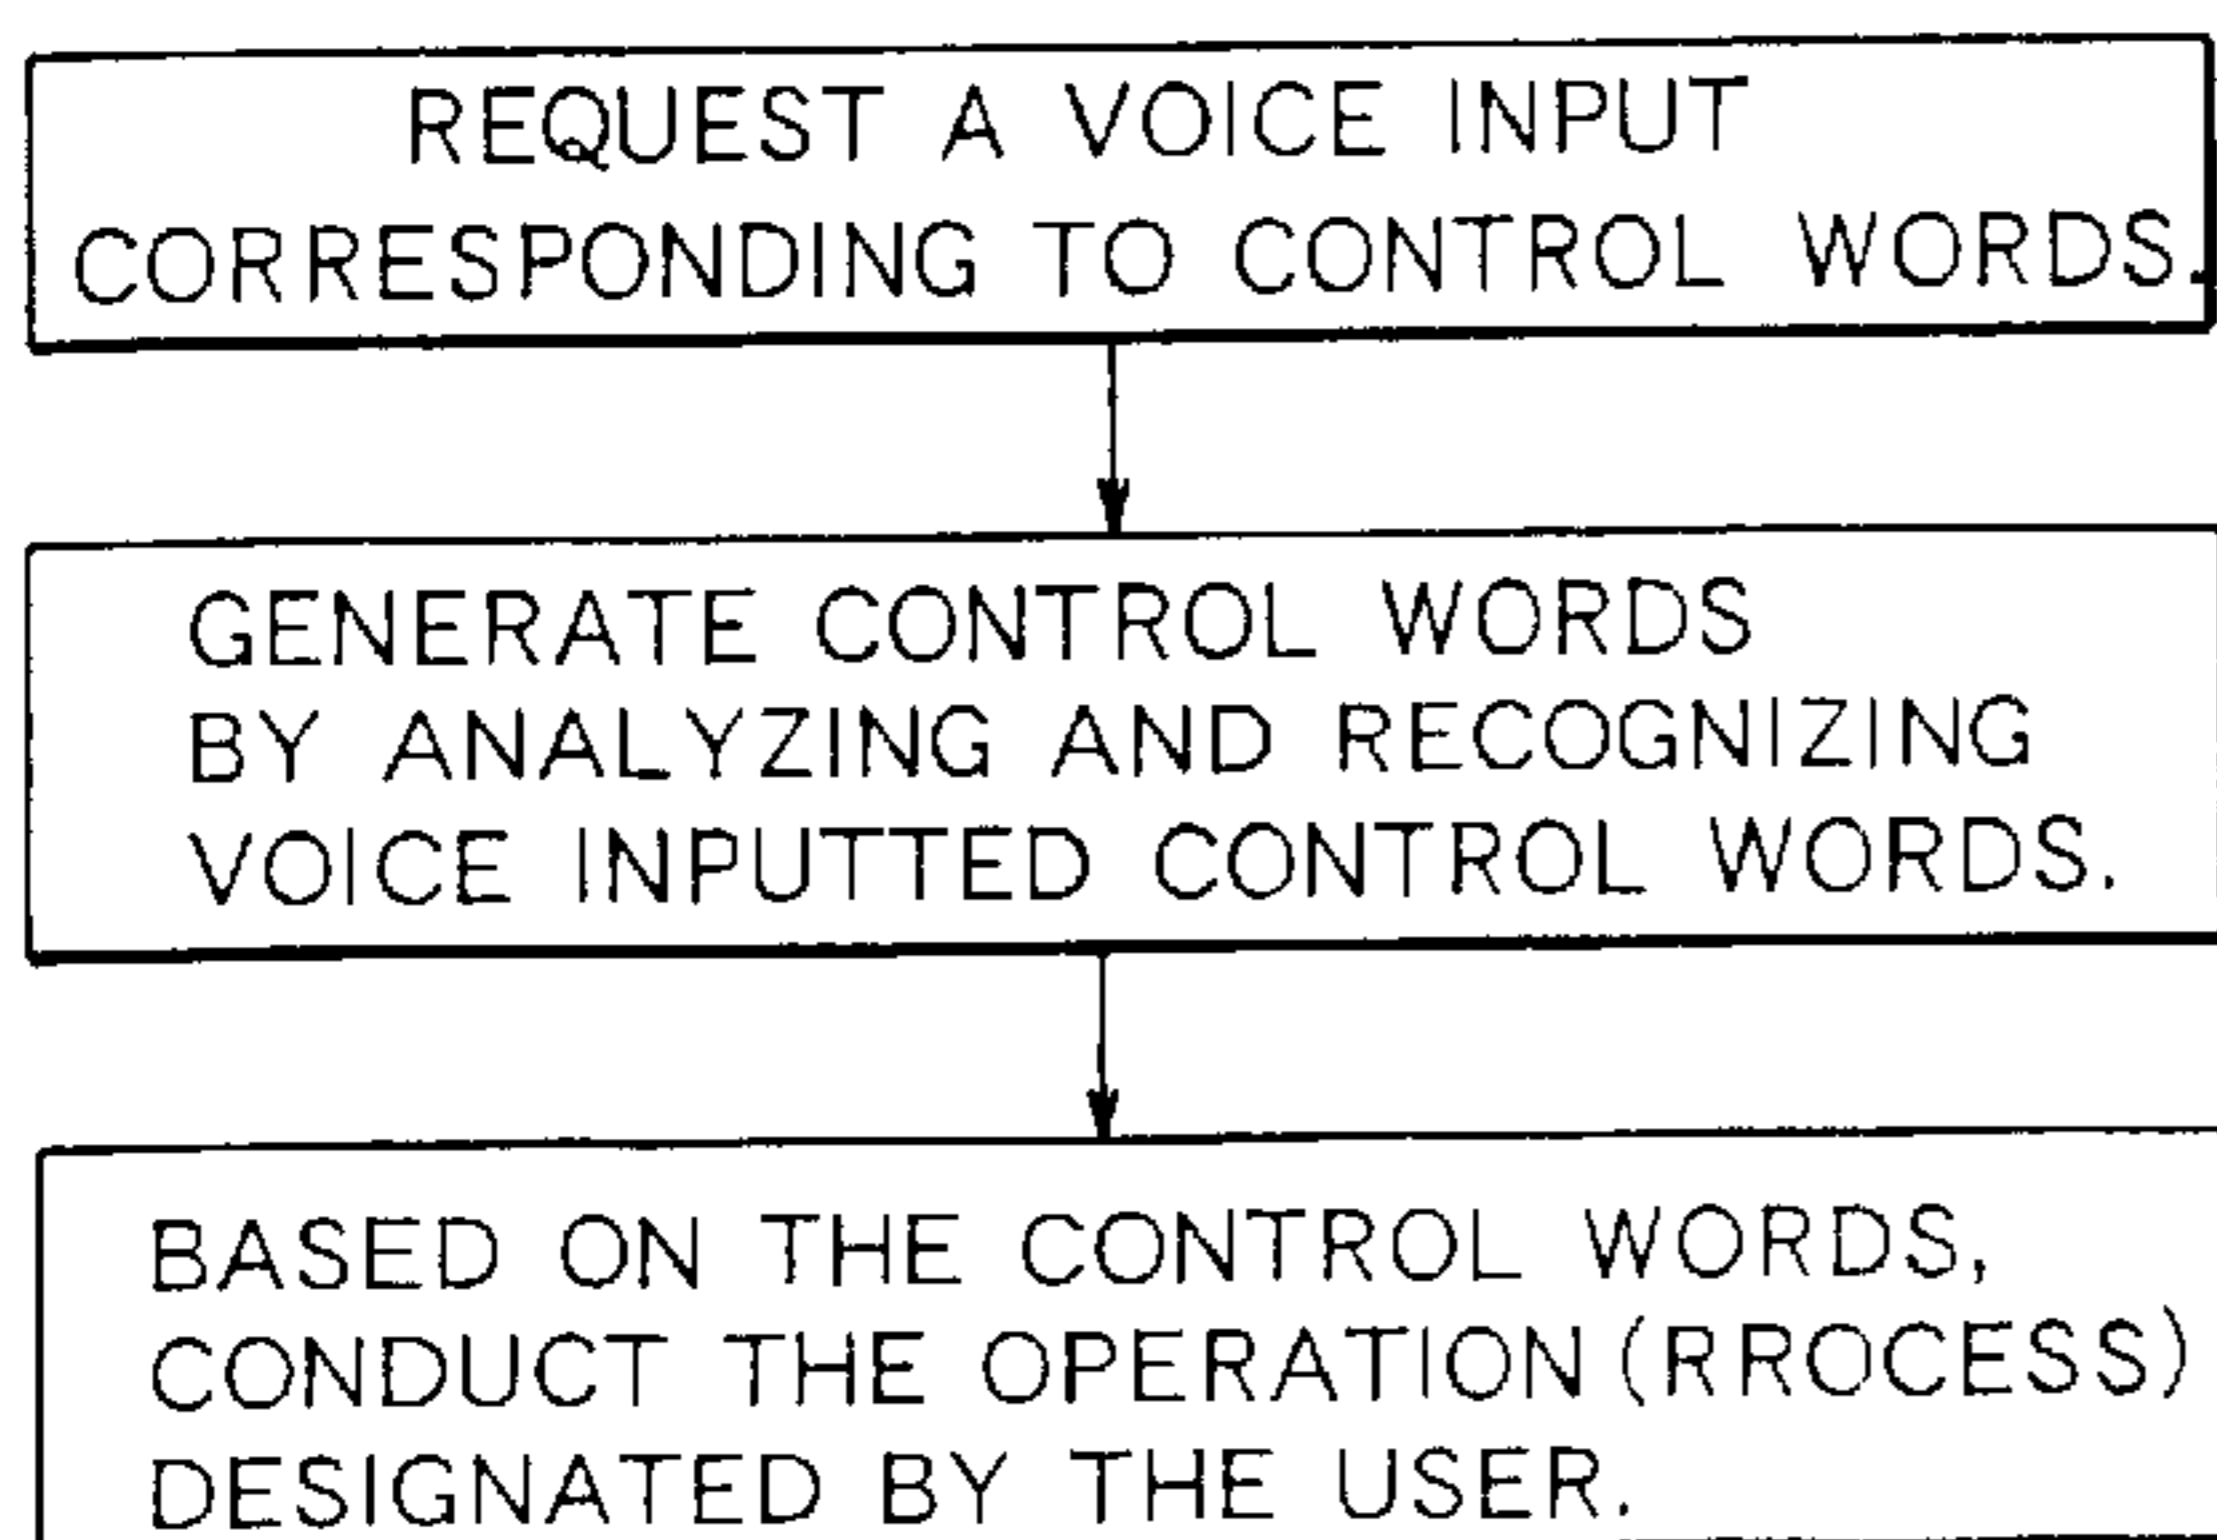 REQUEST A VOICE INPUT
CORRESPONDING TO CONTROL WORDS.
GENERATE CONTROL WORDS
BY ANALYZING AND RECOGNIZING
VOICE INPUTTED CONTROL WORDS.
BASED ON THE CONTROL WORDS,
CONDUCT THE OPERATION (RROCESS)
DESIGNATED BY THE USER.